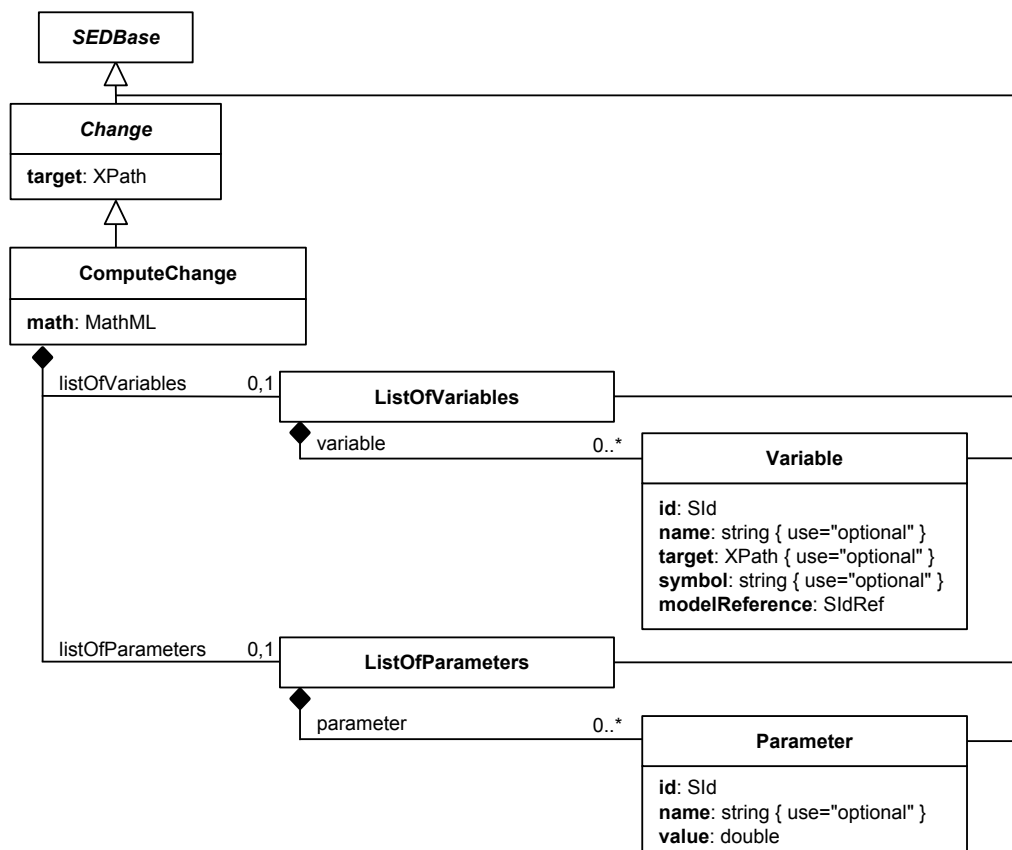 SEDBase
Change
target: XPath
ComputeChange
math: MathML
listOfVariables 0,1
ListOfVariables
variable 0..*
Variable
id: SId
name: string { use="optional" }
target: XPath { use="optional" }
symbol: string { use="optional" }
modelReference: SIdRef
listOfParameters 0,1
ListOfParameters
parameter 0..*
Parameter
id: SId
name: string { use="optional" }
value: double